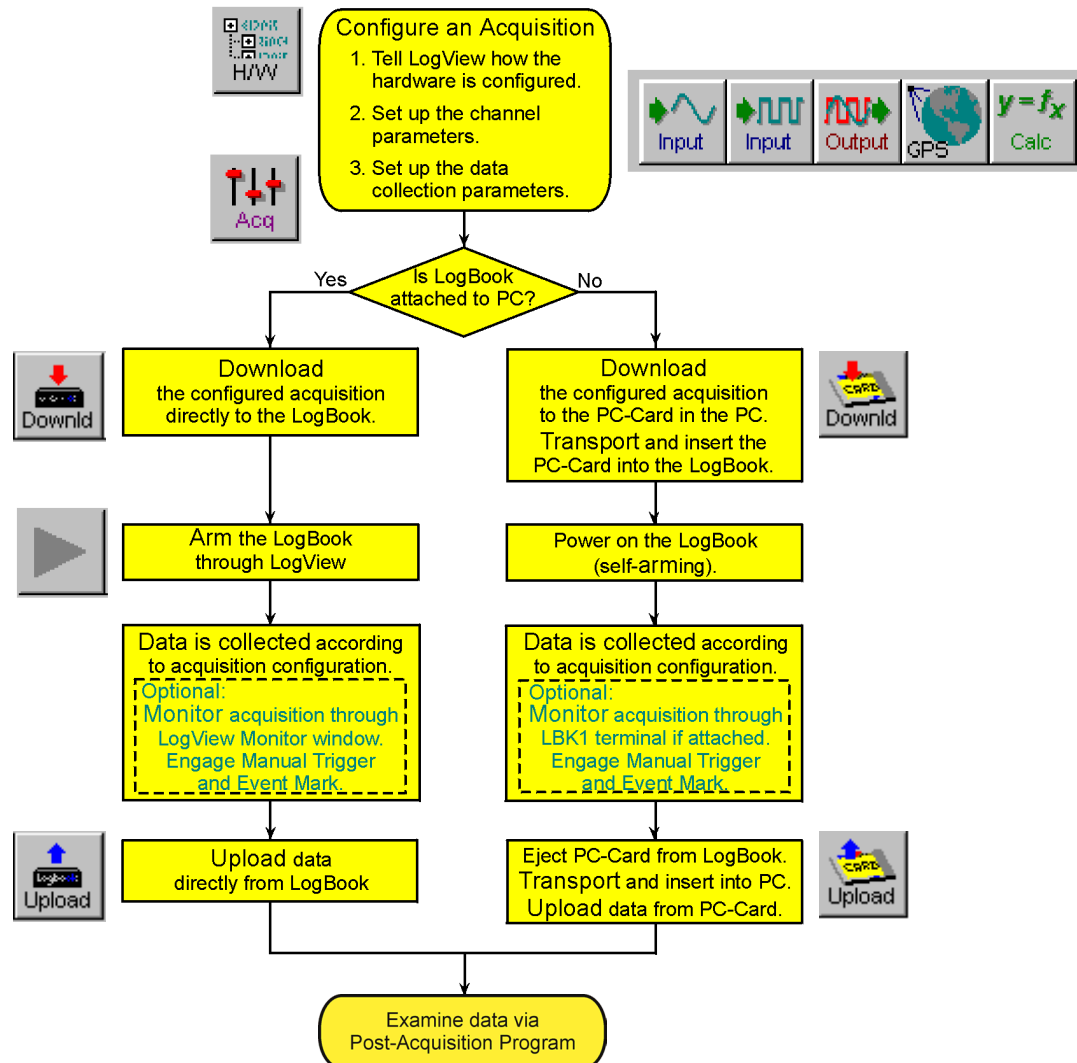 H/W
Configure an Acquisition
1. Tell LogView how the
hardware is configured.
2. Set up the channel
parameters.
3. Set up the data
collection parameters.
Acq
Input
Input
Output
GPS
y=fx
Calc
Is LogBook
attached to PC?
Yes
No
Downld
Download
the configured acquisition
directly to the LogBook.
Download
the configured acquisition
to the PC-Card in the PC.
Transport and insert the
PC-Card into the LogBook.
CARD
Downld
Arm the LogBook
through LogView
Power on the LogBook
(self-arming).
Data is collected according
to acquisition configuration.
Optional:
Monitor acquisition through
LogView Monitor window.
Engage Manual Trigger
and Event Mark.
Data is collected according
to acquisition configuration.
Optional:
Monitor acquisition through
LBK1 terminal if attached.
Engage Manual Trigger
and Event Mark.
Logbook
Upload
Upload data
directly from LogBook
Eject PC-Card from LogBook.
Transport and insert into PC.
Upload data from PC-Card.
CARD
Upload
Examine data via
Post-Acquisition Program